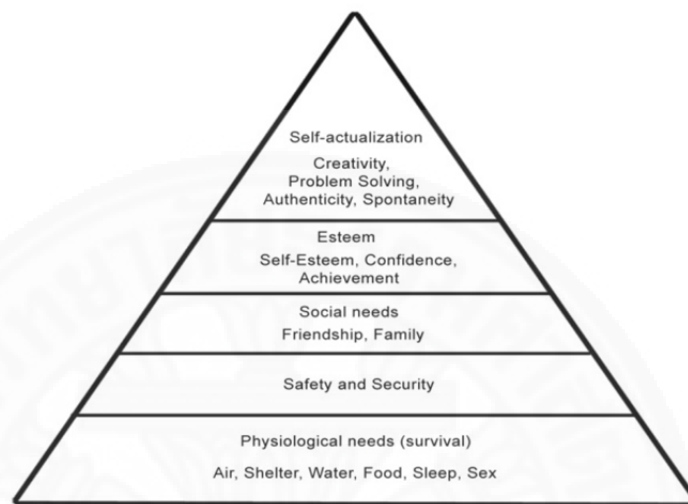 Self-actualization
Creativity,
Problem Solving,
Authenticity, Spontaneity
Esteem
Self-Esteem, Confidence,
Achievement
Social needs
Friendship, Family
Safety and Security
Physiological needs (survival)
Air, Shelter, Water, Food, Sleep, Sex